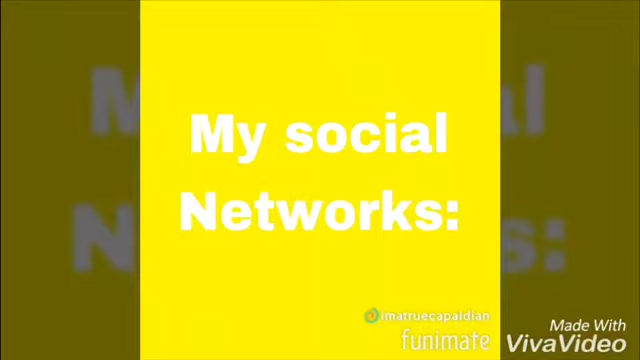 My social
Networks:
imatruecapaldian
funimate
Made With
VivaVideo